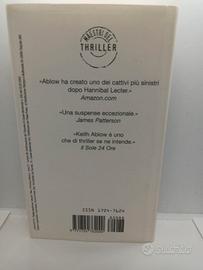 MAESTRI DEL
THRILLER
«Ablow ha creato uno dei cattivi più sinistri
dopo Hannibal Lecter.»
Amazon.com
«Una suspense eccezionale.»
James Patterson
«Keith Ablow è uno
che di thriller se ne intende.»
Il Sole 24 Ore
ISSN 1724-7624
subito